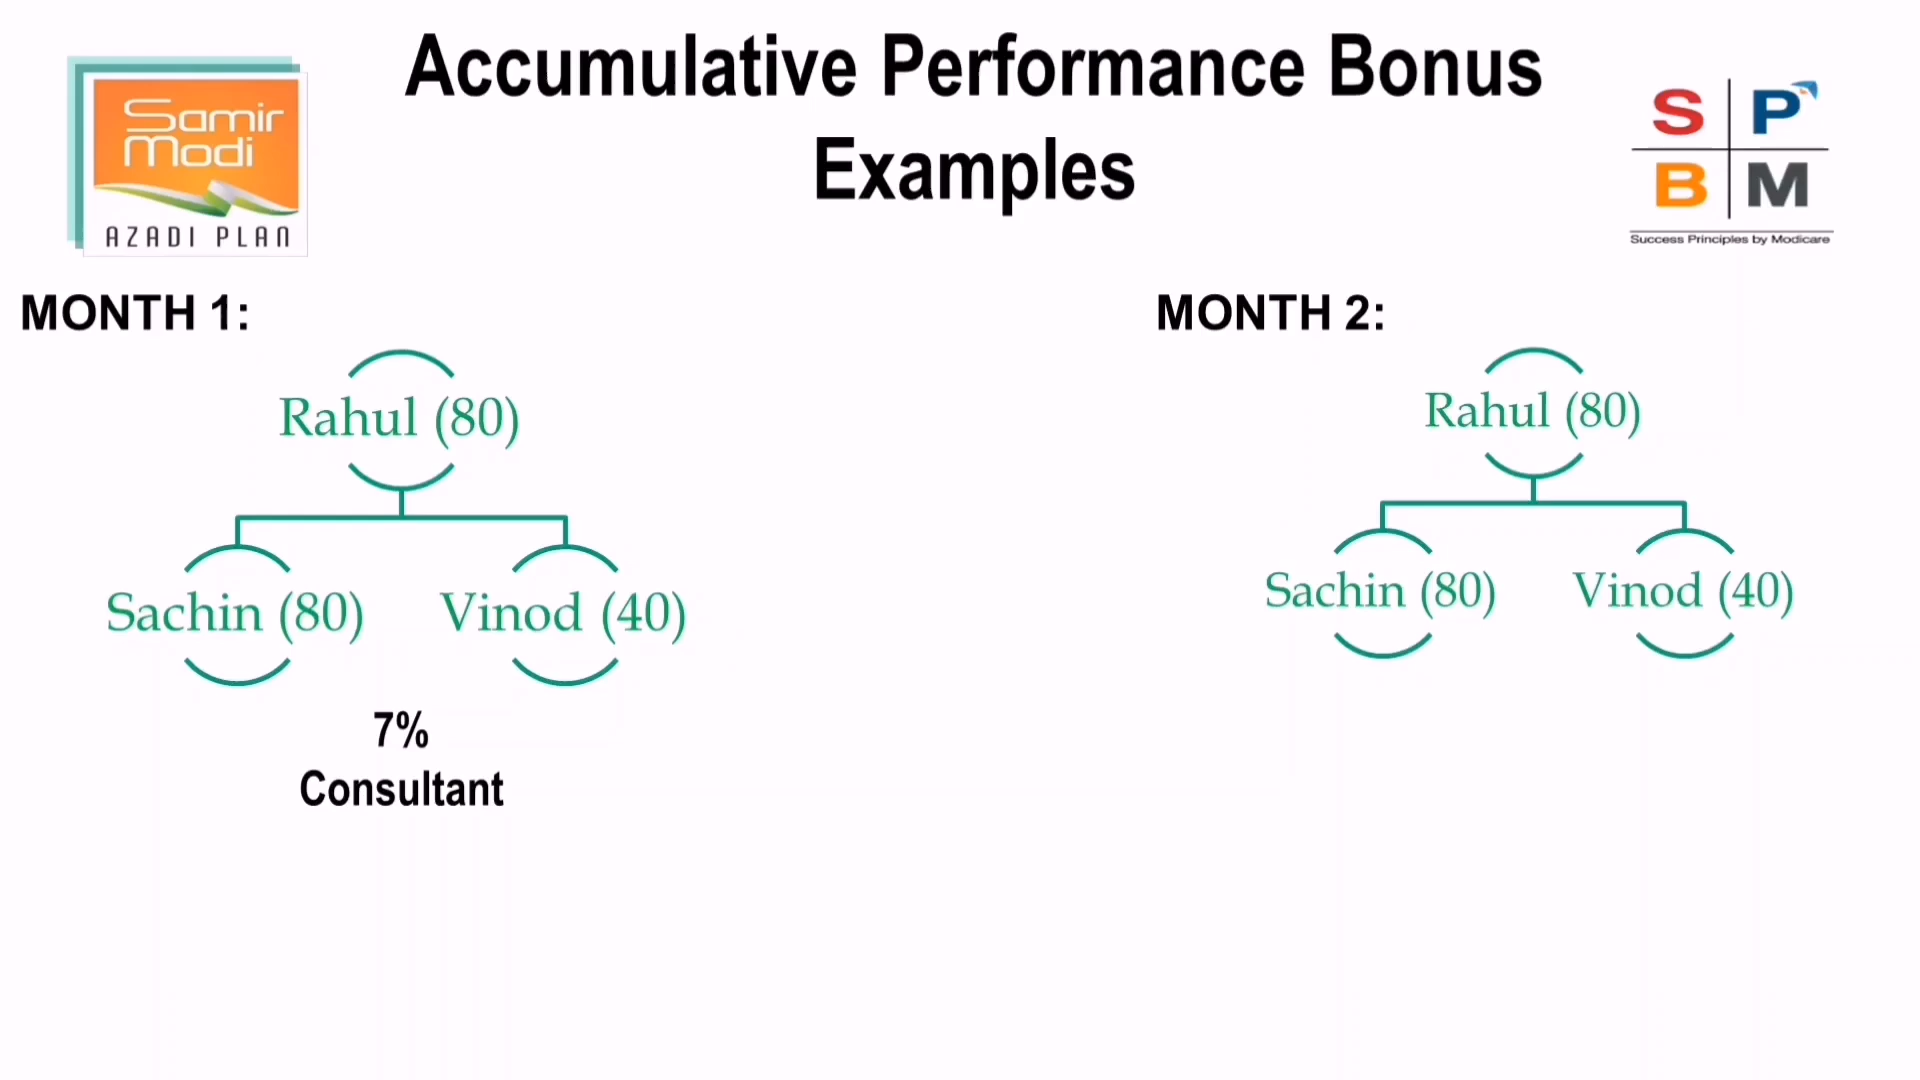 Accumulative Performance Bonus
Examples
Samir
Modi
AZADI PLAN
S P
B M
Success Principles by Modicare
MONTH 1:
Rahul (80)
Sachin (80) Vinod (40)
7%
Consultant
MONTH 2:
Rahul (80)
Sachin (80) Vinod (40)